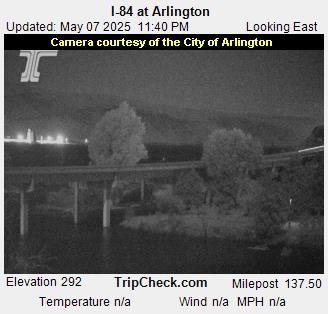 I-84 at Arlington
Updated: May 07 2025 11:40 PM Looking East
Camera courtesy of the City of Arlington
Elevation 292 TripCheck.com Milepost 137.50
Temperature n/a Wind n/a MPH n/a